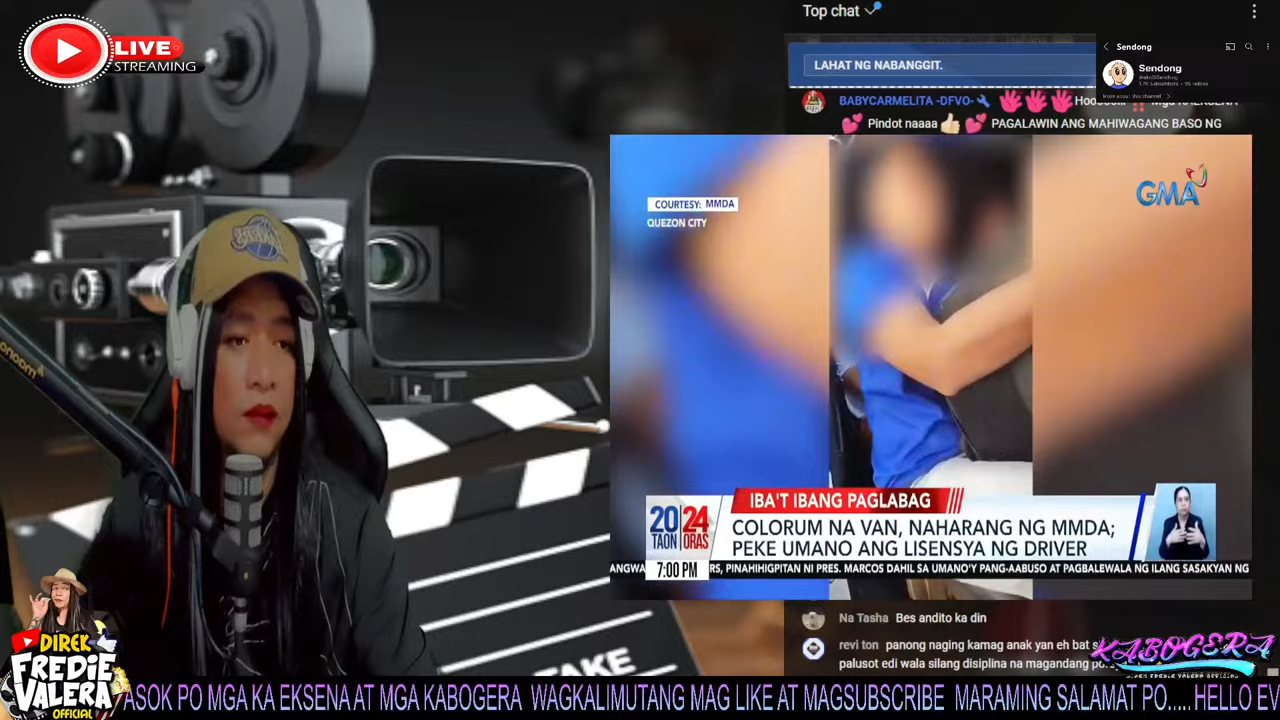 LIVE
STREAMING
Top chat
LAHAT NG NABANGGIT.
Sendong
Sendong
BABYCARMELITA -DFVO-
Pindot naaaa PAGALAWIN ANG MAHIWAGANG BASO NG
COURTESY: MMDA
QUEZON CITY
GMA
IBA'T IBANG PAGLABAG
20 TAON 24 ORAS
COLORUM NA VAN, NAHARANG NG MMDA;
PEKE UMANO ANG LISENSYA NG DRIVER
7:00 PM
RS, PINAHIHIGPITAN NI PRES. MARCOS DAHIL SA UMANO'Y PANG-AABUSO AT PAGBALEWALA NG ILANG SASAKYAN NG
Na Tasha Bes andito ka din
revi ton panong naging kamag anak yan eh bat
palusot edi wala silang disiplina na magandang
KABOGERA
DIREK
FREDIE
VALERA
OFFICIAL
TAKE
ASOK PO MGA KA EKSENA AT MGA KABOGERA WAGKALIMUTANG MAG LIKE AT MAGSUBSCRIBE MARAMING SALAMAT PO.....HELLO EV